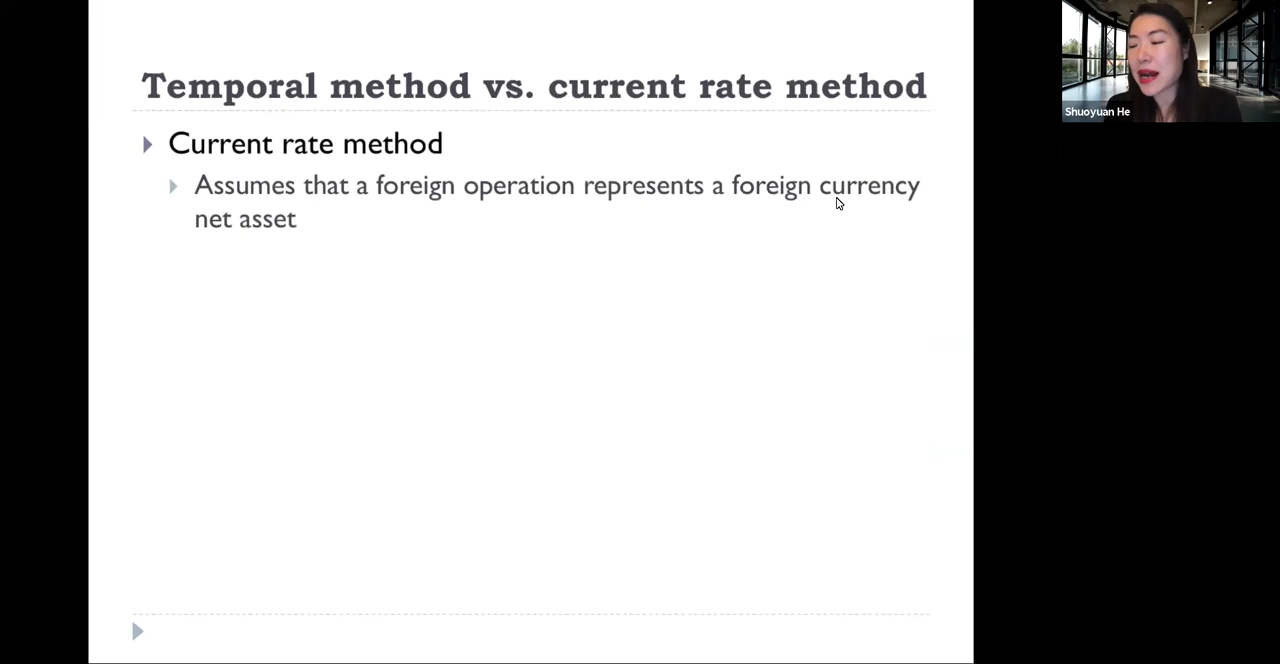 Temporal method vs. current rate method
Current rate method
Assumes that a foreign operation represents a foreign currency
net asset
Shuoyuan He